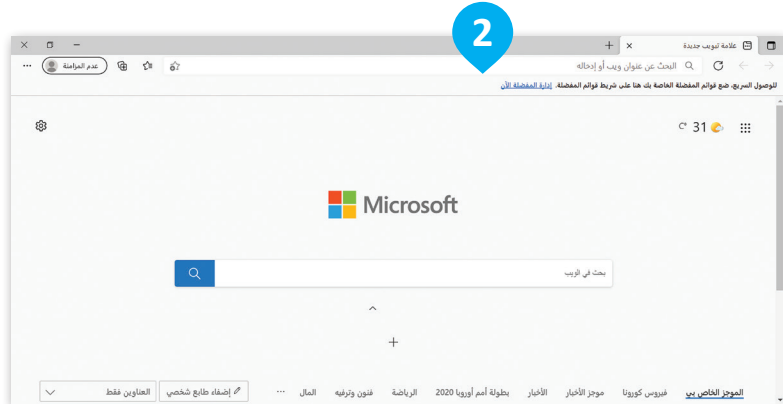 2
علامة تبويب جديدة
البحث عن عنوان ويب أو إدخاله
عدم المزامنة
للوصول السريع، ضع قوائم المفضلة الخاصة بك هنا على شريط قوائم المفضلة. إدارة المفضلة الآن
31 °C
Microsoft
بحث في الويب
الموجز الخاص بي فيروس كورونا موجز الأخبار الأخبار بطولة أمم أوروبا 2020 الرياضة فنون وترفيه المال ... إضفاء طابع شخصي العناوين فقط